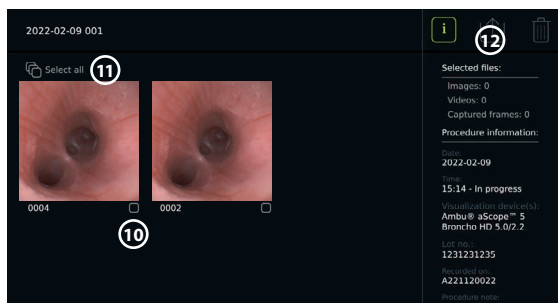 2022-02-09 001
i
12
Select all
11
0004
0002
10
Selected files:
Images: 0
Videos: 0
Captured frames: 0
Procedure information:
Date:
2022-02-09
Time:
15:14 - In progress
Visualization device(s):
Ambu® aScope™ 5
Broncho HD 5.0/2.2
Lot no.:
1231231235
Recorded on:
A221120022
Procedure note: